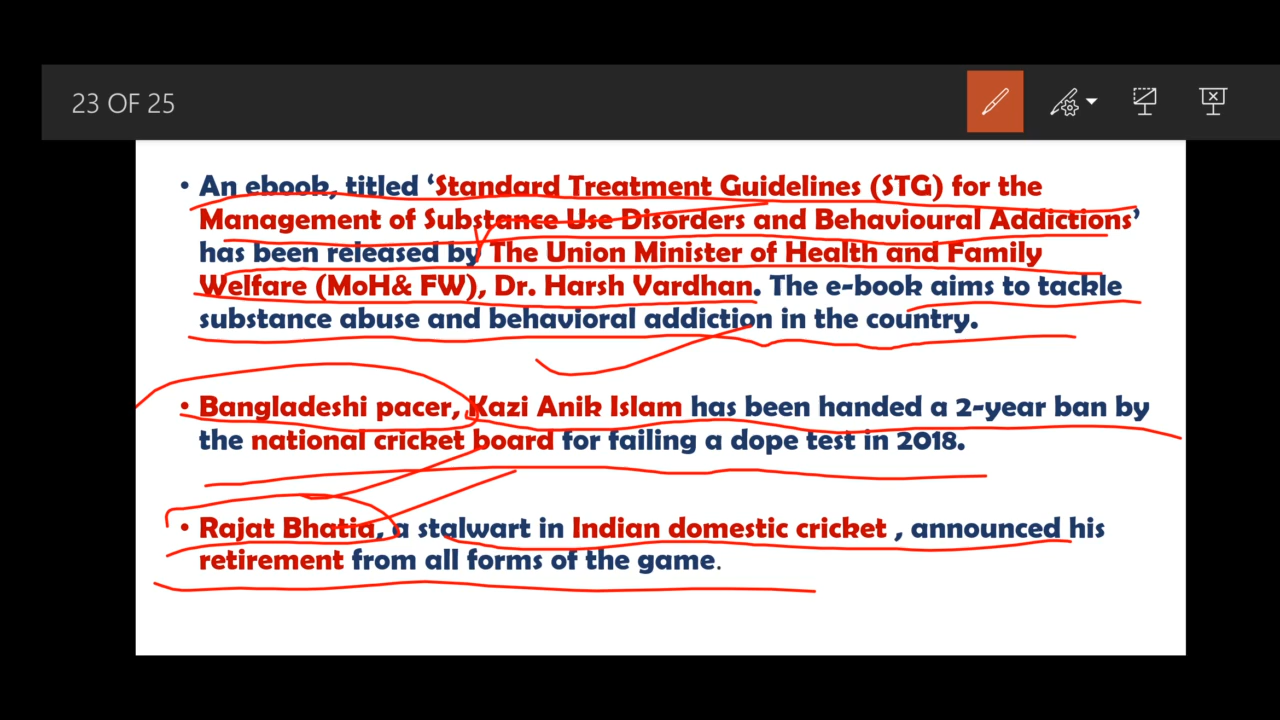 23 OF 25
• An ebook, titled ‘Standard Treatment Guidelines (STG) for the
Management of Substance Use Disorders and Behavioural Addictions’
has been released by The Union Minister of Health and Family
Welfare (MoH& FW), Dr. Harsh Vardhan. The e-book aims to tackle
substance abuse and behavioral addiction in the country.
• Bangladeshi pacer, Kazi Anik Islam has been handed a 2-year ban by
the national cricket board for failing a dope test in 2018.
• Rajat Bhatia, a stalwart in Indian domestic cricket , announced his
retirement from all forms of the game.